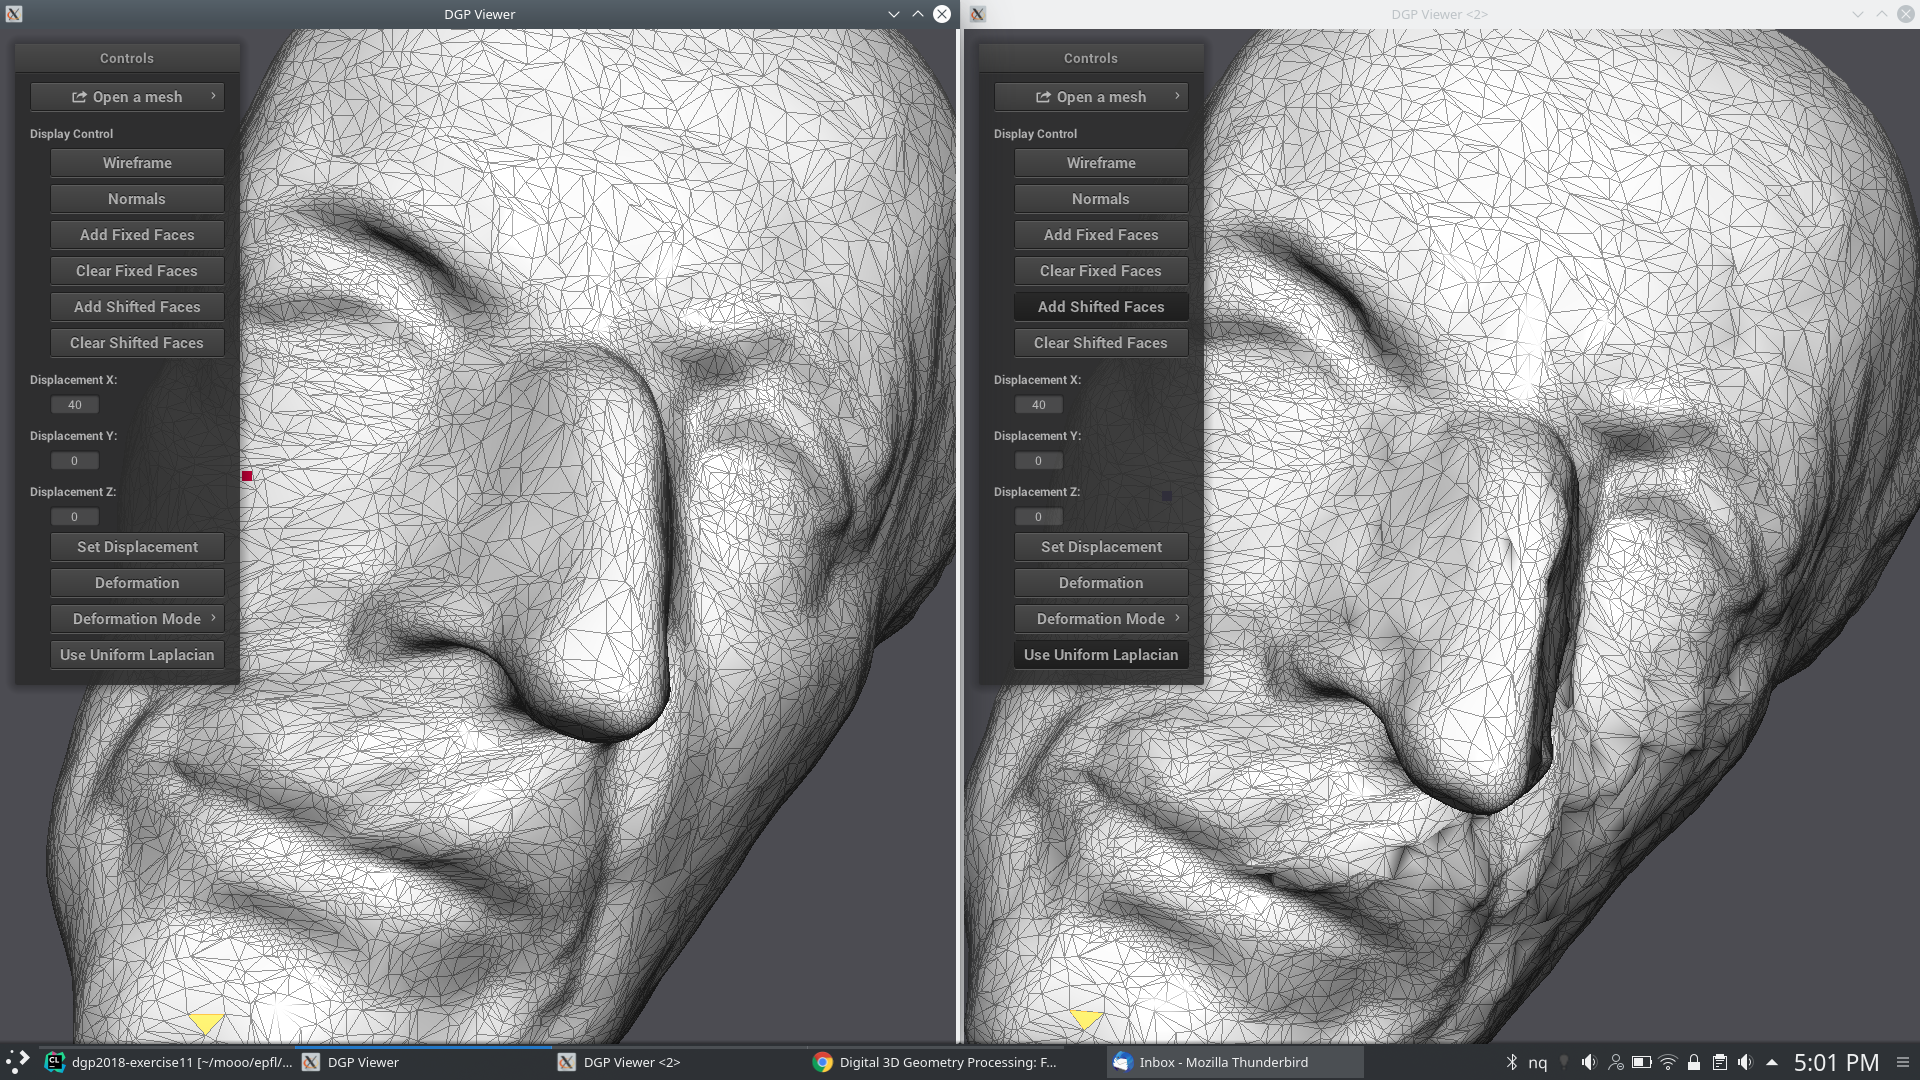 DGP Viewer
Controls
Open a mesh
Display Control
Wireframe
Normals
Add Fixed Faces
Clear Fixed Faces
Add Shifted Faces
Clear Shifted Faces
Displacement X:
40
Displacement Y:
0
Displacement Z:
0
Set Displacement
Deformation
Deformation Mode
Use Uniform Laplacian
DGP Viewer <2>
Controls
Open a mesh
Display Control
Wireframe
Normals
Add Fixed Faces
Clear Fixed Faces
Add Shifted Faces
Clear Shifted Faces
Displacement X:
40
Displacement Y:
0
Displacement Z:
0
Set Displacement
Deformation
Deformation Mode
Use Uniform Laplacian
CL dgp2018-exercise11 [~/mooo/epfl/... DGP Viewer DGP Viewer <2> Digital 3D Geometry Processing: F... Inbox - Mozilla Thunderbird nq 5:01 PM